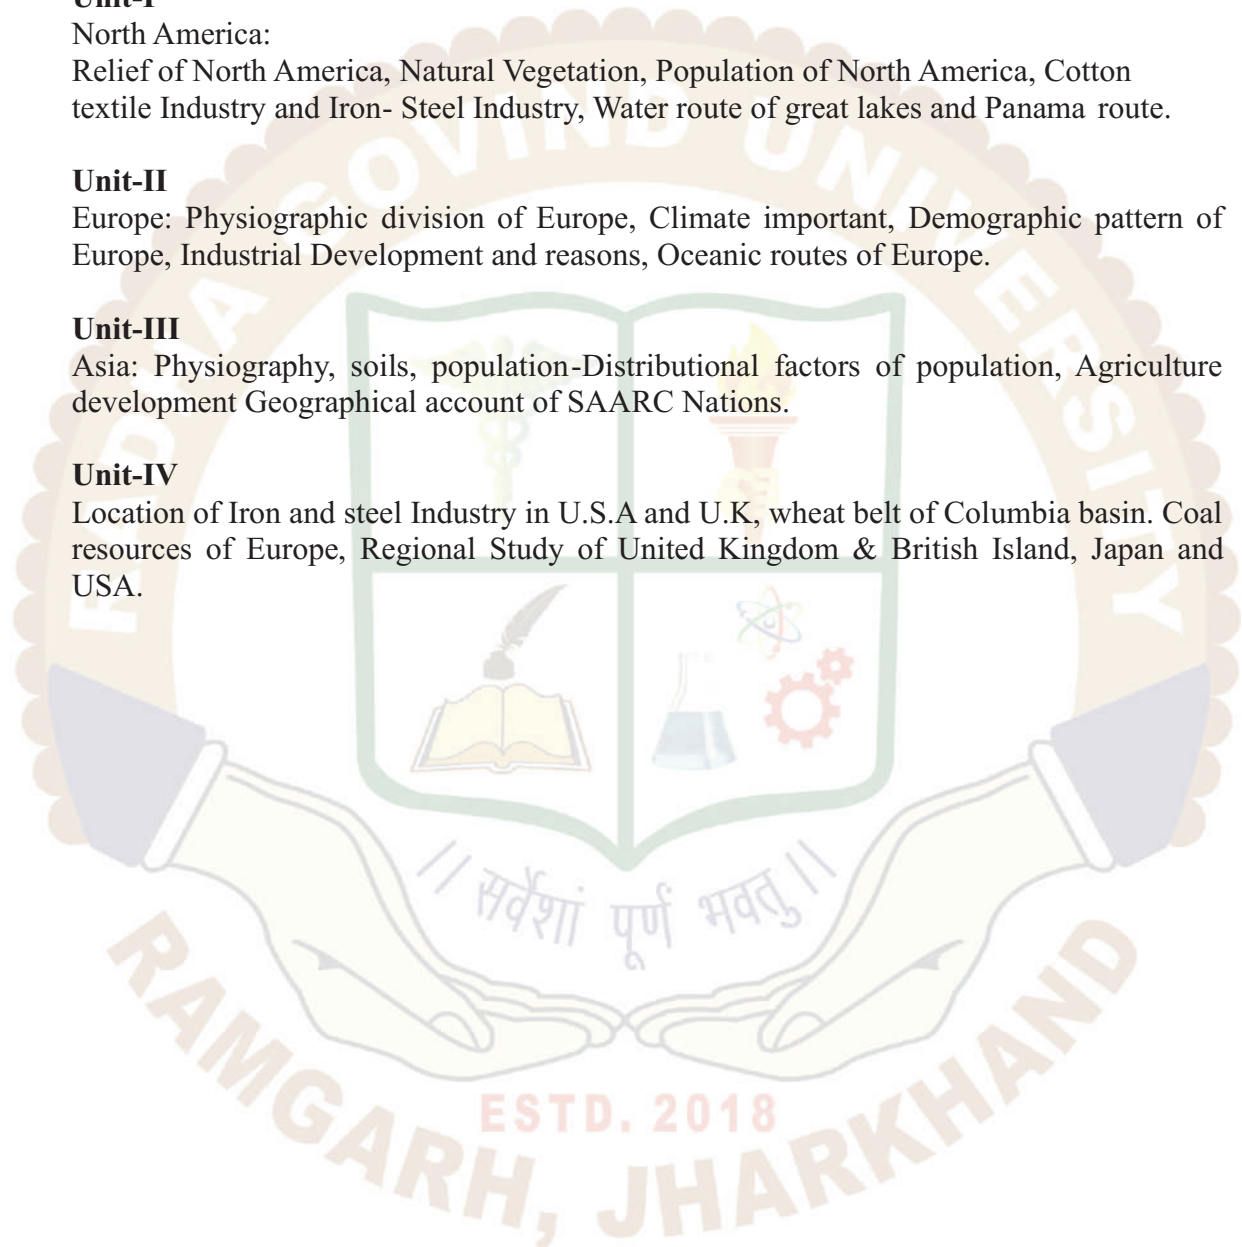 Unit-I
North America:
Relief of North America, Natural Vegetation, Population of North America, Cotton
textile Industry and Iron- Steel Industry, Water route of great lakes and Panama route.
Unit-II
Europe: Physiographic division of Europe, Climate important, Demographic pattern of
Europe, Industrial Development and reasons, Oceanic routes of Europe.
Unit-III
Asia: Physiography, soils, population-Distributional factors of population, Agriculture
development Geographical account of SAARC Nations.
Unit-IV
Location of Iron and steel Industry in U.S.A and U.K, wheat belt of Columbia basin. Coal
resources of Europe, Regional Study of United Kingdom & British Island, Japan and
USA.
RADHA GOVIND UNIVERSITY
// सर्वेशां पूर्ण भवतु //
ESTD. 2018
RAMGARH, JHARKHAND